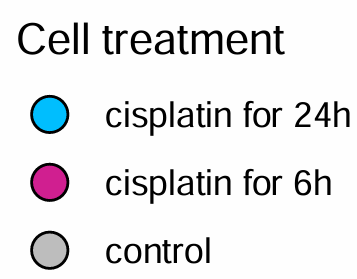 Cell treatment
cisplatin for 24h
cisplatin for 6h
control